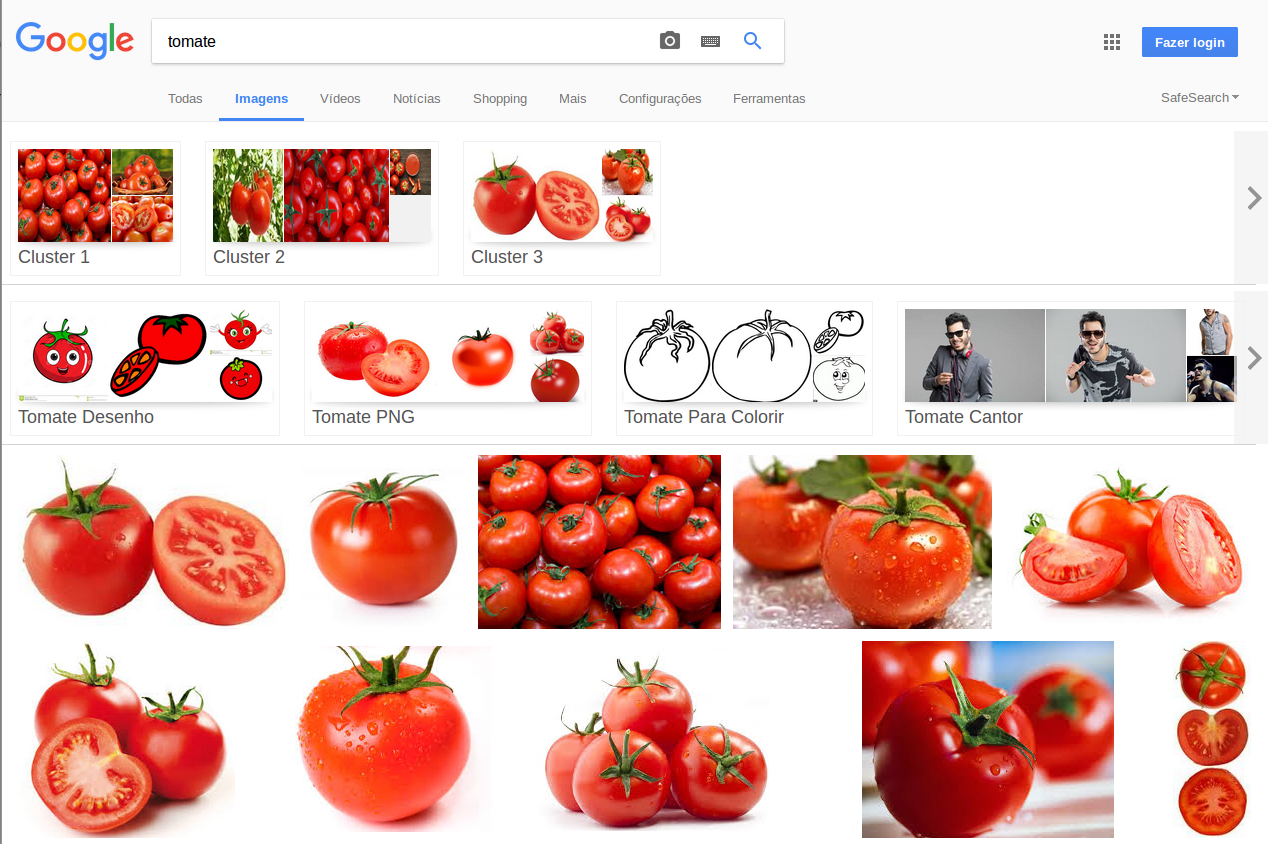 Google
tomate
Fazer login
Todas Imagens Vídeos Notícias Shopping Mais Configurações Ferramentas SafeSearch
Cluster 1 Cluster 2 Cluster 3
Tomate Desenho Tomate PNG Tomate Para Colorir Tomate Cantor